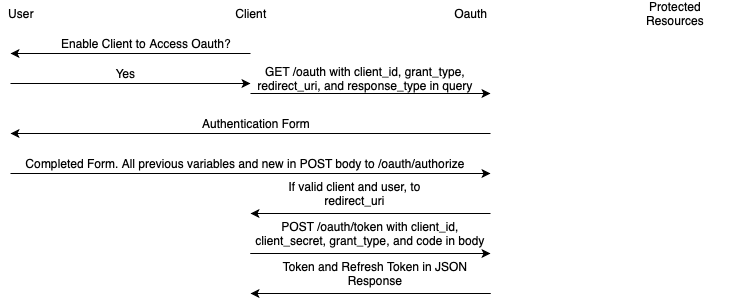 User
Client
Oauth
Protected
Resources
Enable Client to Access Oauth?
Yes
GET /oauth with client_id, grant_type,
redirect_uri, and response_type in query
Authentication Form
Completed Form. All previous variables and new in POST body to /oauth/authorize
If valid client and user, to
redirect_uri
POST /oauth/token with client_id,
client_secret, grant_type, and code in body
Token and Refresh Token in JSON
Response